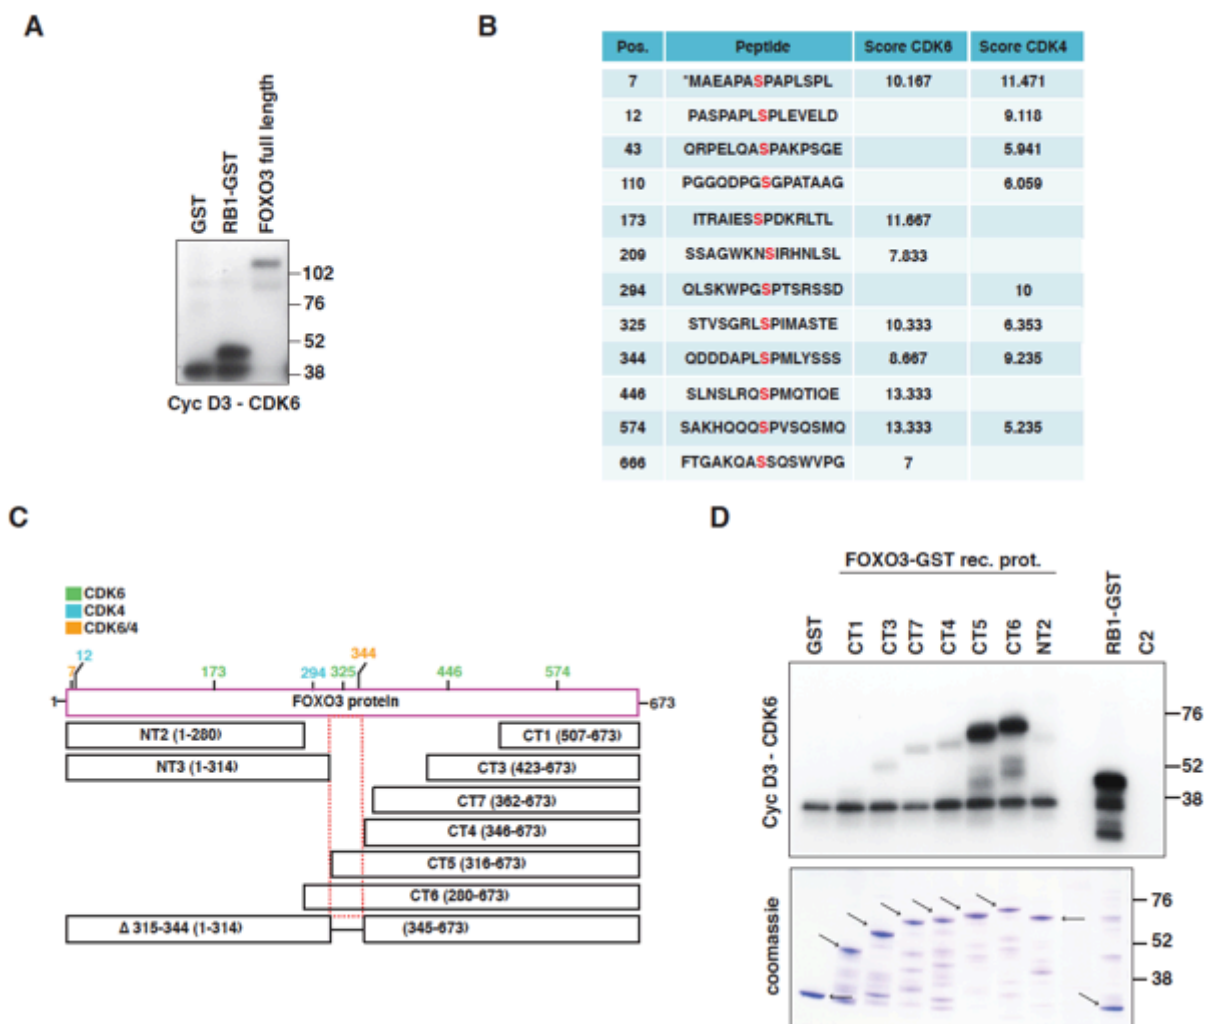 A
GST
RB1-GST
FOXO3 full length
102
76
52
38
Cyc D3 - CDK6
B
Pos. Peptide Score CDK6 Score CDK4
7 *MAEAPASPAPLSPL 10.167 11.471
12 PASPAPLSPLEVELD 9.118
43 QRPELQASPAKPSGE 5.941
110 PGGQDPGSGPATAAG 6.059
173 ITRAIESSPDKRLTL 11.667
209 SSAGWKNSIRHNLSL 7.833
294 QLSKWPGSPTSRSSD 10
325 STVSGRLSPIMASTE 10.333 6.353
344 QDDDAPLSPMLYSSS 8.667 9.235
446 SLNSLRQSPMQTIQE 13.333
574 SAKHQQQSPVSQSMQ 13.333 5.235
666 FTGAKQASSQSWVPG 7
C
CDK6
CDK4
CDK6/4
7 12 173 294 325 344 446 574
1 FOXO3 protein 673
NT2 (1-280) CT1 (507-673)
NT3 (1-314) CT3 (423-673)
CT7 (362-673)
CT4 (346-673)
CT5 (316-673)
CT6 (280-673)
Δ 315-344 (1-314) (345-673)
D
FOXO3-GST rec. prot.
GST
CT1
CT3
CT7
CT4
CT5
CT6
NT2
RB1-GST
C2
Cyc D3 - CDK6
76
52
38
coomassie
76
52
38